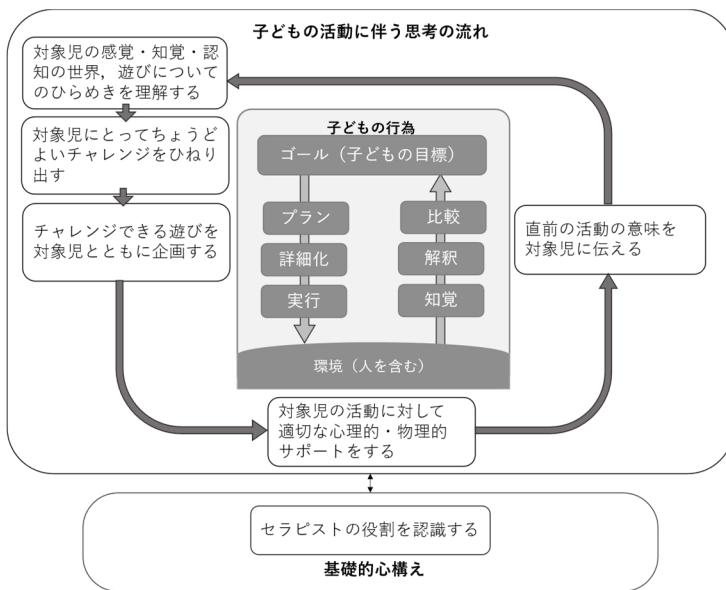 子どもの活動に伴う思考の流れ
対象児の感覚・知覚・認
知の世界，遊びについて
のひらめきを理解する
対象児にとってちょうど
よいチャレンジをひねり
出す
チャレンジできる遊びを
対象児とともに企画する
子どもの行為
ゴール（子どもの目標）
プラン
詳細化
実行
比較
解釈
知覚
環境（人を含む）
対象児の活動に対して
適切な心理的・物理的
サポートをする
直前の活動の意味を
対象児に伝える
セラピストの役割を認識する
基礎的心構え